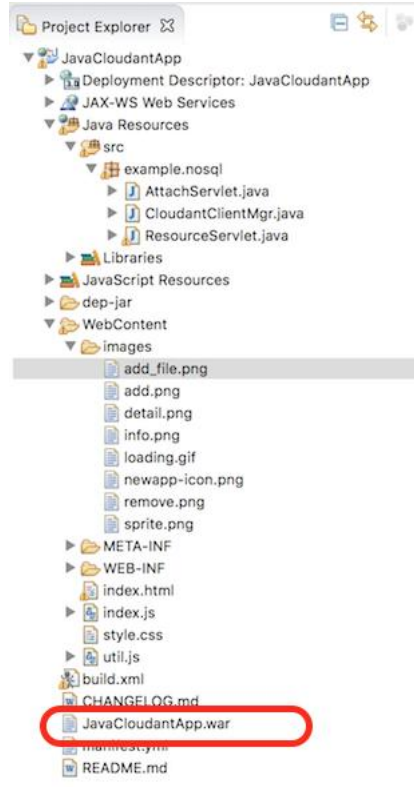 Project Explorer
JavaCloudantApp
Deployment Descriptor: JavaCloudantApp
JAX-WS Web Services
Java Resources
src
example.nosql
AttachServlet.java
CloudantClientMgr.java
ResourceServlet.java
Libraries
JavaScript Resources
dep-jar
WebContent
images
add_file.png
add.png
detail.png
info.png
loading.gif
newapp-icon.png
remove.png
sprite.png
META-INF
WEB-INF
index.html
index.js
style.css
util.js
build.xml
CHANGELOG.md
JavaCloudantApp.war
manifest.yml
README.md